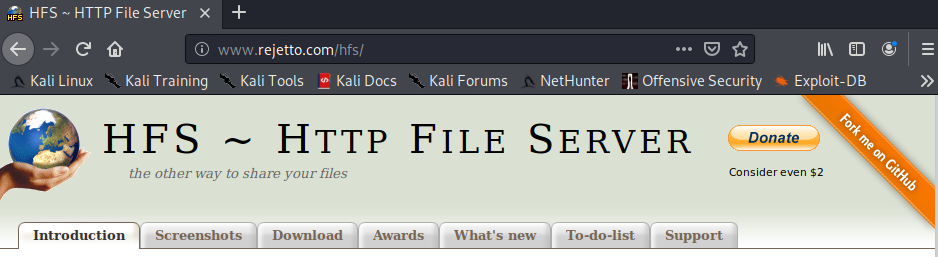 HFS ~ HTTP File Server
www.rejetto.com/hfs/
Kali Linux Kali Training Kali Tools Kali Docs Kali Forums NetHunter Offensive Security Exploit-DB
HFS ~ HTTP FILE SERVER
the other way to share your files
Donate
Consider even $2
Fork me on GitHub
Introduction Screenshots Download Awards What's new To-do-list Support